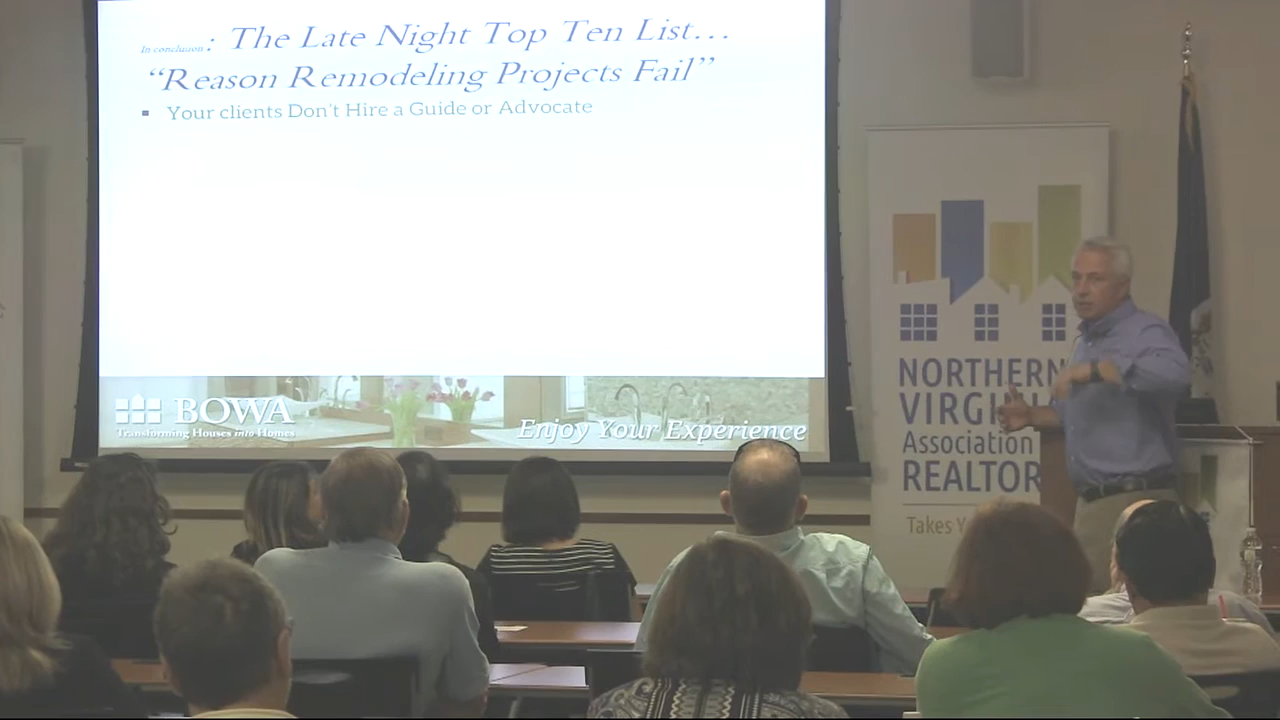 In conclusion: The Late Night Top Ten List…
“Reason Remodeling Projects Fail”
▪ Your clients Don't Hire a Guide or Advocate
BOWA
Transforming Houses into Homes
Enjoy Your Experience
NORTHERN
Association
REALTOR
Takes